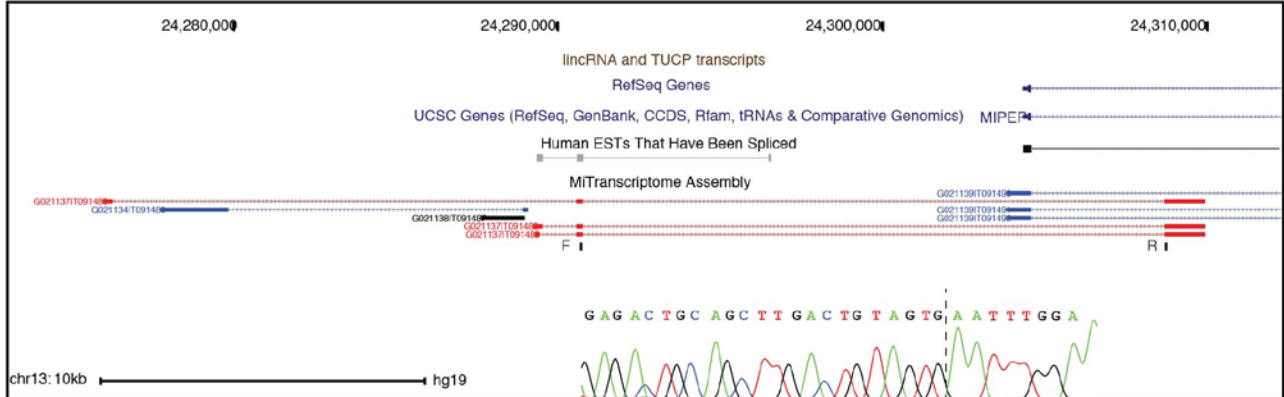 24,280,000 24,290,000 24,300,000 24,310,000
lincRNA and TUCP transcripts
RefSeq Genes
UCSC Genes (RefSeq, GenBank, CCDS, Rfam, tRNAs & Comparative Genomics) MIPEP
Human ESTs That Have Been Spliced
MiTranscriptome Assembly
G021139|T09149
G021137|T09148
G021134|T09148 G021139|T09149
G021138|T09148 G021139|T09149
G021137|T09148
G021137|T09148
F R
GAGACTGCAGCTTGACTGTAGTGAATTTGGA
chr13: 10kb hg19